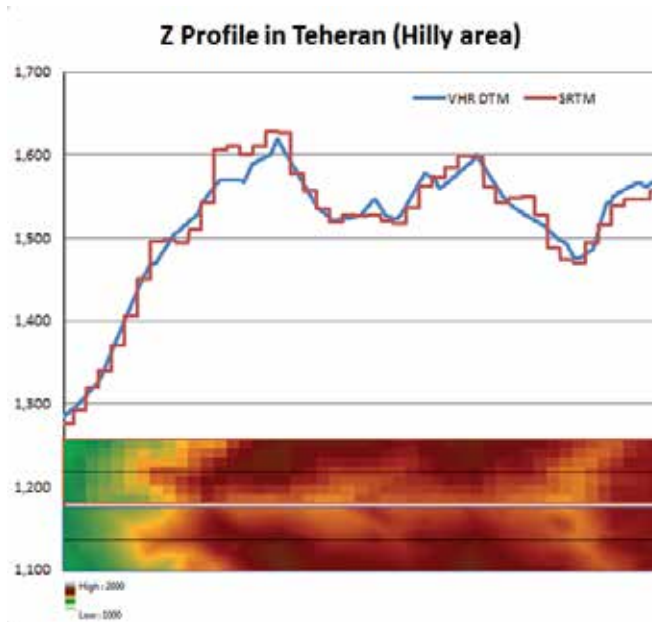 Z Profile in Teheran (Hilly area)
1,700
VHR DTM
SRTM
1,600
1,500
1,400
1,300
1,200
1,100
High : 2000
Low : 1000